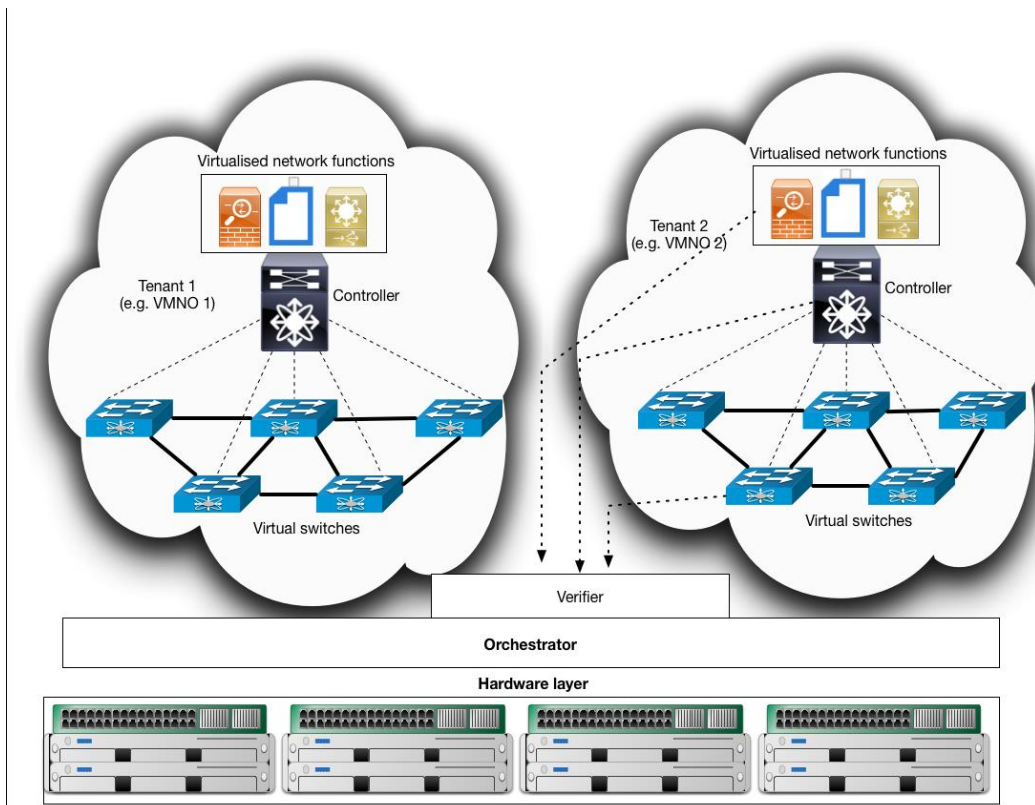 Virtualised network functions
Tenant 1
(e.g. VMNO 1)
Controller
Virtual switches
Virtualised network functions
Tenant 2
(e.g. VMNO 2)
Controller
Virtual switches
Verifier
Orchestrator
Hardware layer